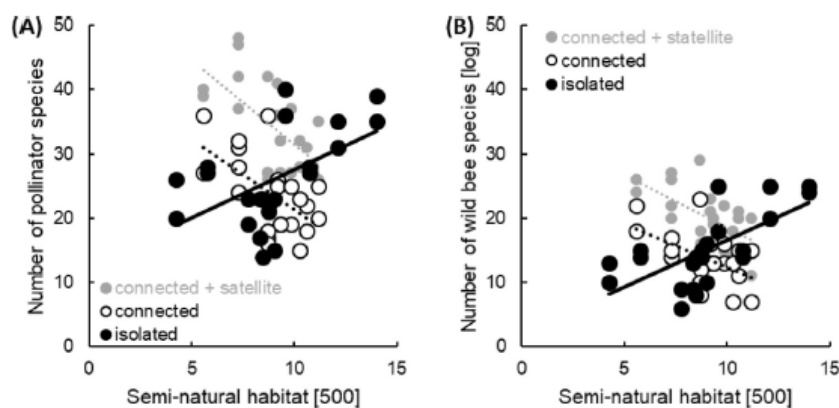 (A)
50
40
30
20
10
0
Number of pollinator species
connected + satellite
connected
isolated
0 5 10 15
Semi-natural habitat [500]
(B)
50
40
30
20
10
0
Number of wild bee species [log]
connected + statellite
connected
isolated
0 5 10 15
Semi-natural habitat [500]